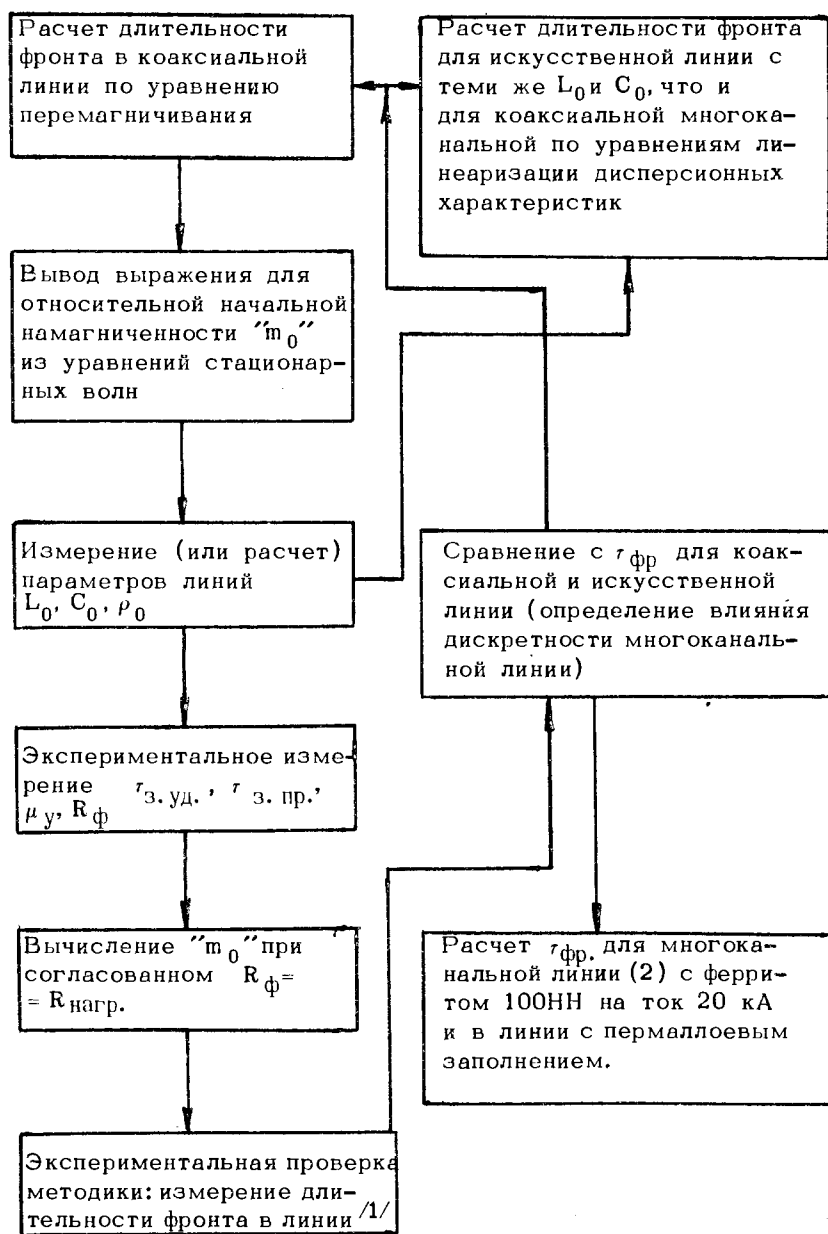 Расчет длительности
фронта в коаксиальной
линии по уравнению
перемагничивания
Вывод выражения для
относительной начальной
намагниченности "m₀"
из уравнений стационар-
ных волн
Измерение (или расчет)
параметров линий
L₀, C₀, ρ₀
Экспериментальное изме-
рение τз.уд., τз.пр.,
μу, Rф
Вычисление "m₀" при
согласованном Rф=
= Rнагр.
Экспериментальная проверка
методики: измерение дли-
тельности фронта в линии /1/
Расчет длительности фронта
для искусственной линии с
теми же L₀ и C₀, что и
для коаксиальной многока-
нальной по уравнениям ли-
неаризации дисперсионных
характеристик
Сравнение с τфр для коак-
сиальной и искусственной
линии (определение влияния
дискретности многоканаль-
ной линии)
Расчет τфр. для многока-
нальной линии (2) с ферри-
том 100НН на ток 20 кА
и в линии с пермаллоевым
заполнением.